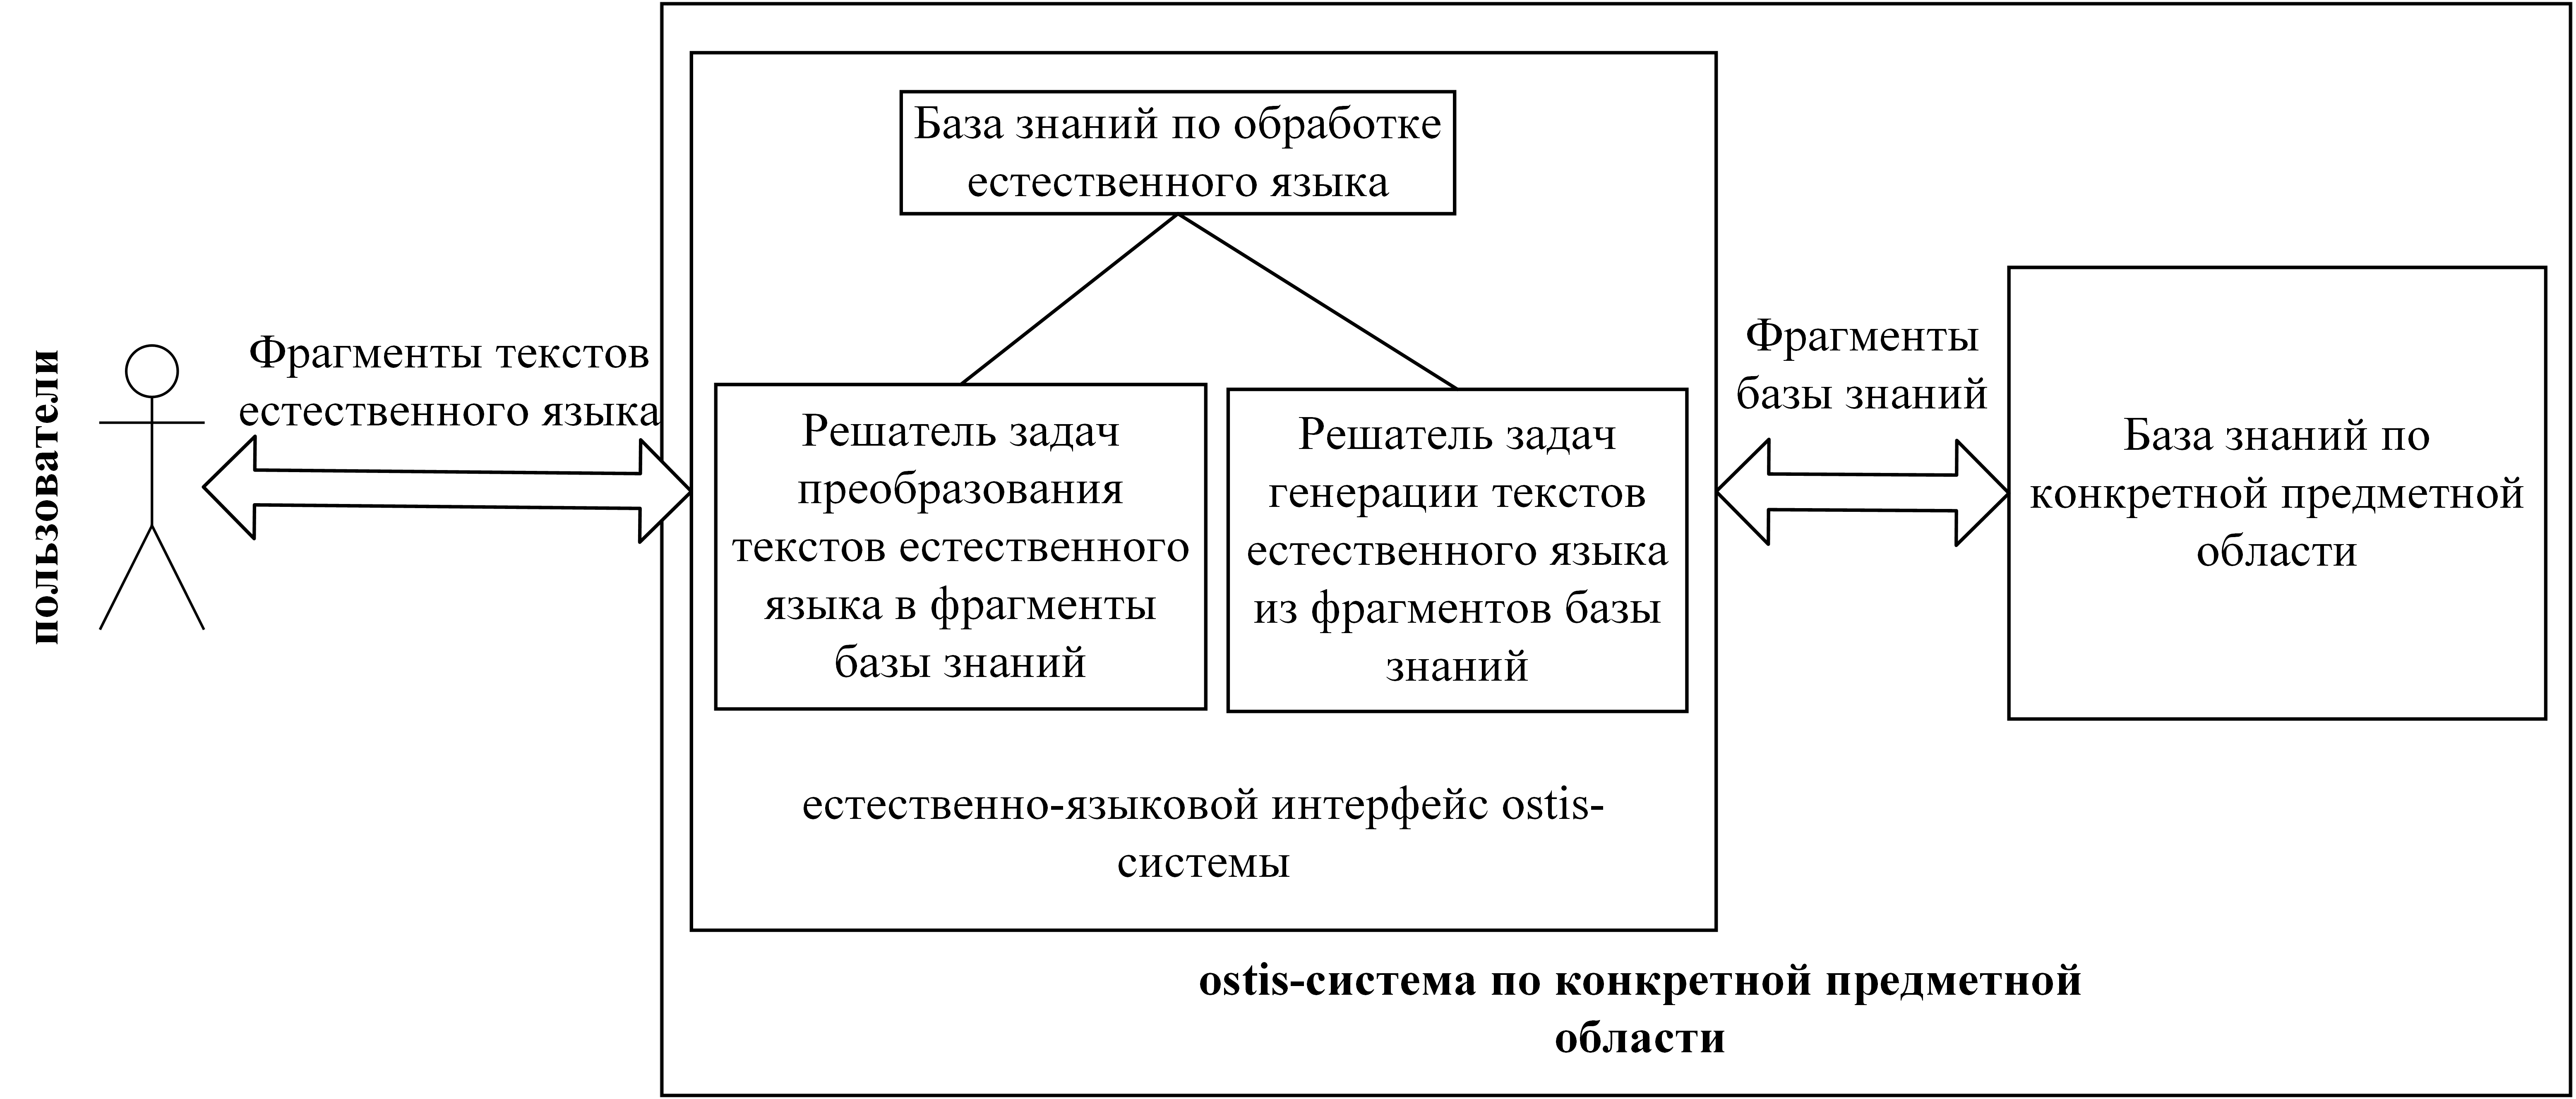 пользователи
Фрагменты текстов
естественного языка
База знаний по обработке
естественного языка
Решатель задач
преобразования
текстов естественного
языка в фрагменты
базы знаний
Решатель задач
генерации текстов
естественного языка
из фрагментов базы
знаний
естественно-языковой интерфейс ostis-
системы
Фрагменты
базы знаний
База знаний по
конкретной предметной
области
ostis-система по конкретной предметной
области